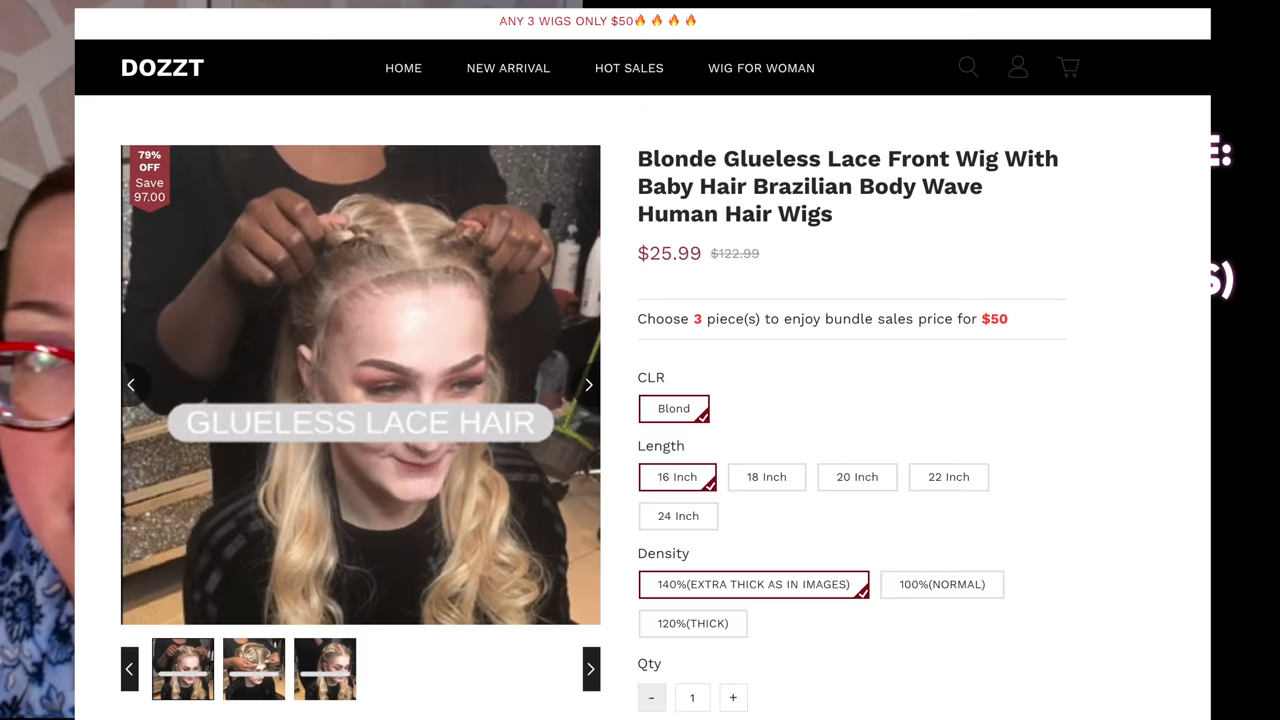 ANY 3 WIGS ONLY $50🔥 🔥 🔥 🔥
DOZZT
HOME
NEW ARRIVAL
HOT SALES
WIG FOR WOMAN
79%
OFF
Save
97.00
GLUELESS LACE HAIR
Blonde Glueless Lace Front Wig With
Baby Hair Brazilian Body Wave
Human Hair Wigs
$25.99 $122.99
Choose 3 piece(s) to enjoy bundle sales price for $50
CLR
Blond
Length
16 Inch
18 Inch
20 Inch
22 Inch
24 Inch
Density
140%(EXTRA THICK AS IN IMAGES)
100%(NORMAL)
120%(THICK)
Qty
- 1 +